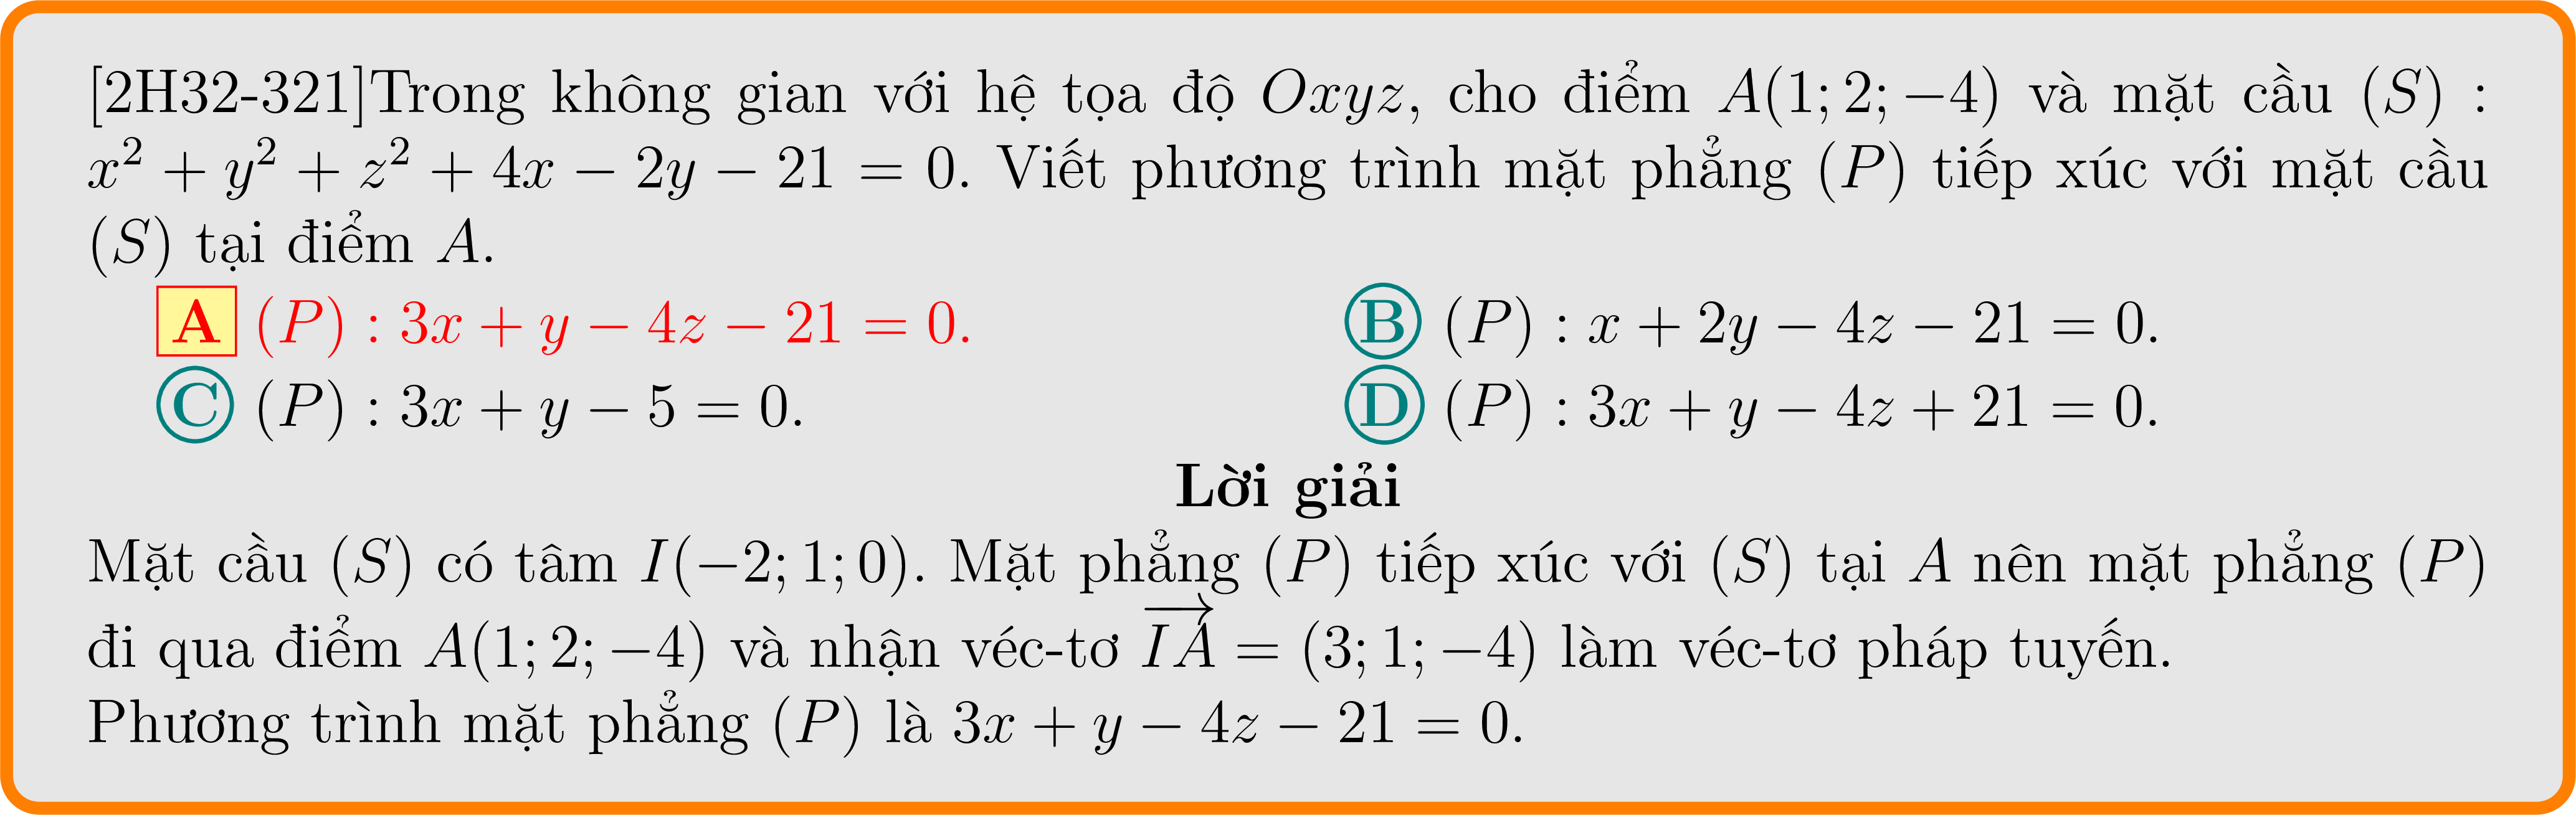 [2H32-321]Trong không gian với hệ tọa độ $Oxyz$, cho điểm $A(1; 2; -4)$ và mặt cầu $(S)$ :
$x^2 + y^2 + z^2 + 4x - 2y - 21 = 0$. Viết phương trình mặt phẳng $(P)$ tiếp xúc với mặt cầu
$(S)$ tại điểm $A$.
A $(P) : 3x + y - 4z - 21 = 0$. B $(P) : x + 2y - 4z - 21 = 0$.
C $(P) : 3x + y - 5 = 0$. D $(P) : 3x + y - 4z + 21 = 0$.
Lời giải
Mặt cầu $(S)$ có tâm $I(-2; 1; 0)$. Mặt phẳng $(P)$ tiếp xúc với $(S)$ tại $A$ nên mặt phẳng $(P)$
đi qua điểm $A(1; 2; -4)$ và nhận véc-tơ $\overrightarrow{IA} = (3; 1; -4)$ làm véc-tơ pháp tuyến.
Phương trình mặt phẳng $(P)$ là $3x + y - 4z - 21 = 0$.